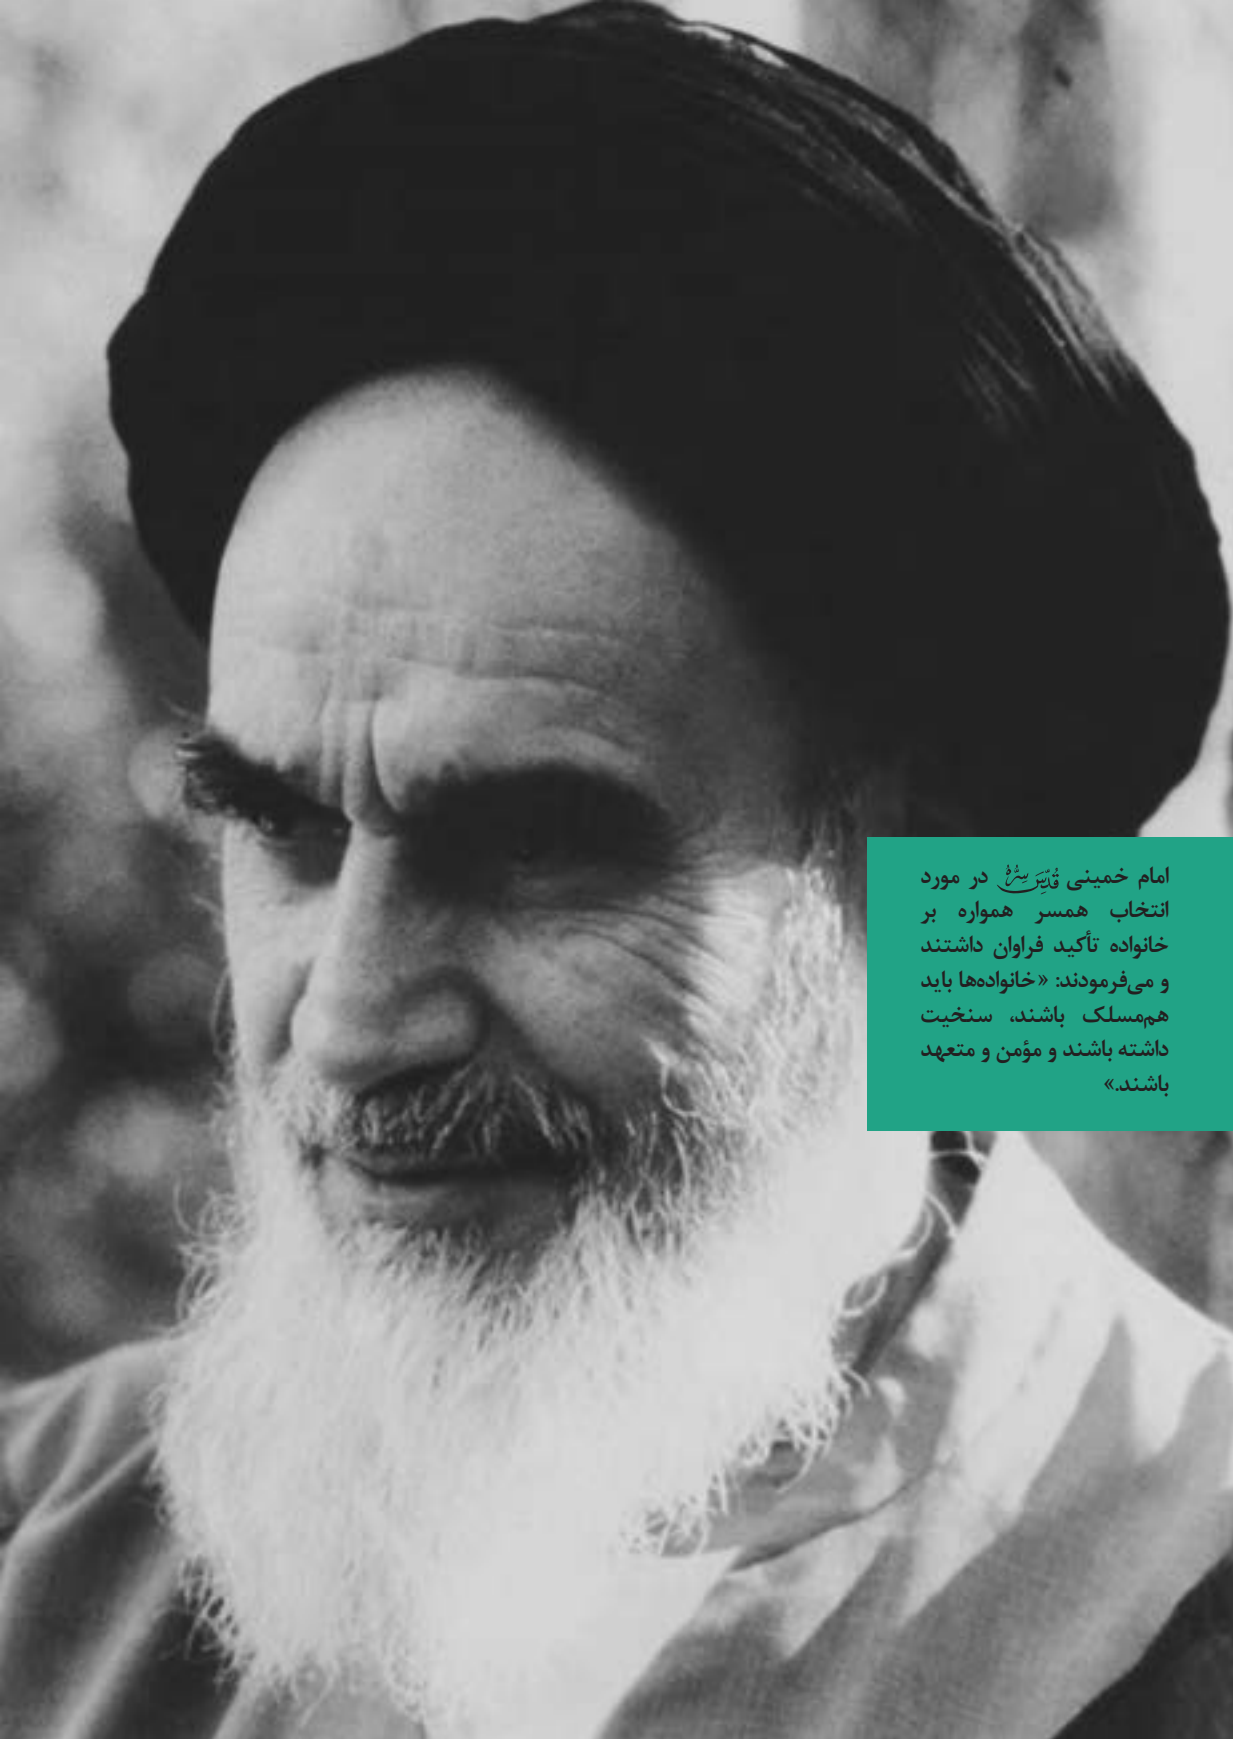 امام خمینی قُدِّسَ سِرُّهُ در مورد
انتخاب همسر همواره بر
خانواده تأکید فراوان داشتند
و می‌فرمودند: «خانواده‌ها باید
هم‌مسلک باشند، سنخیت
داشته باشند و مؤمن و متعهد
باشند.»